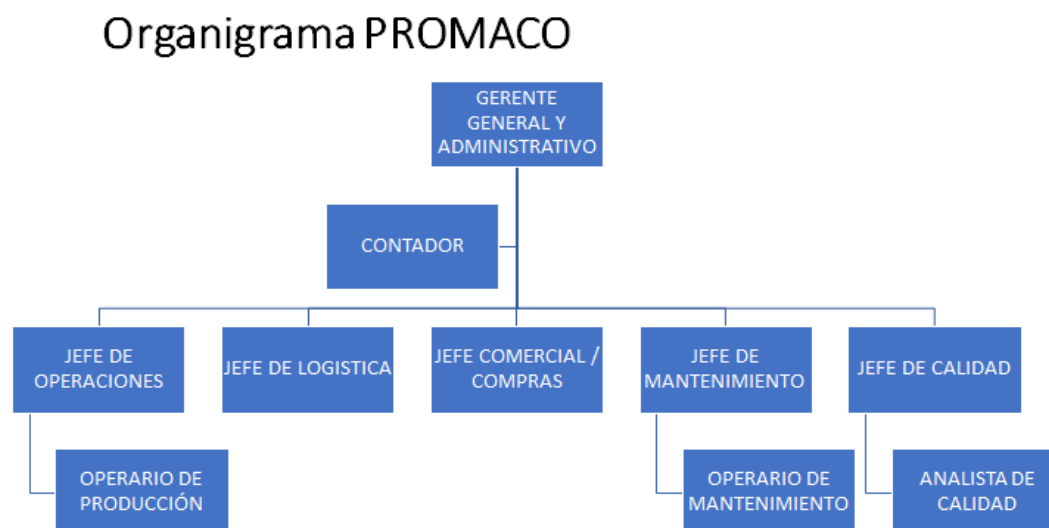 Organigrama PROMACO
GERENTE
GENERAL Y
ADMINISTRATIVO
CONTADOR
JEFE DE
OPERACIONES
JEFE DE LOGISTICA
JEFE COMERCIAL /
COMPRAS
JEFE DE
MANTENIMIENTO
JEFE DE CALIDAD
OPERARIO DE
PRODUCCIÓN
OPERARIO DE
MANTENIMIENTO
ANALISTA DE
CALIDAD